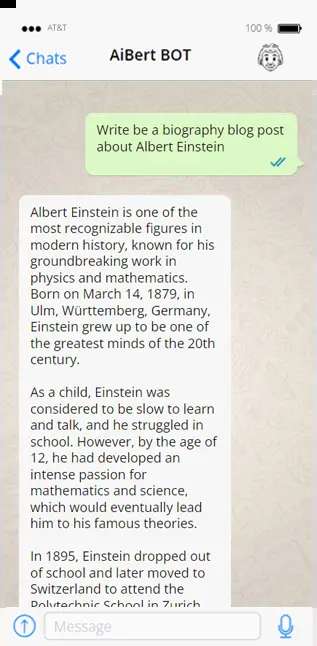 AT&T
100 %
Chats
AiBert BOT
Write be a biography blog post
about Albert Einstein
Albert Einstein is one of the
most recognizable figures in
modern history, known for his
groundbreaking work in
physics and mathematics.
Born on March 14, 1879, in
Ulm, Württemberg, Germany,
Einstein grew up to be one of
the greatest minds of the 20th
century.
As a child, Einstein was
considered to be slow to learn
and talk, and he struggled in
school. However, by the age of
12, he had developed an
intense passion for
mathematics and science,
which would eventually lead
him to his famous theories.
In 1895, Einstein dropped out
of school and later moved to
Switzerland to attend the
Polytechnic School in Zurich
Message